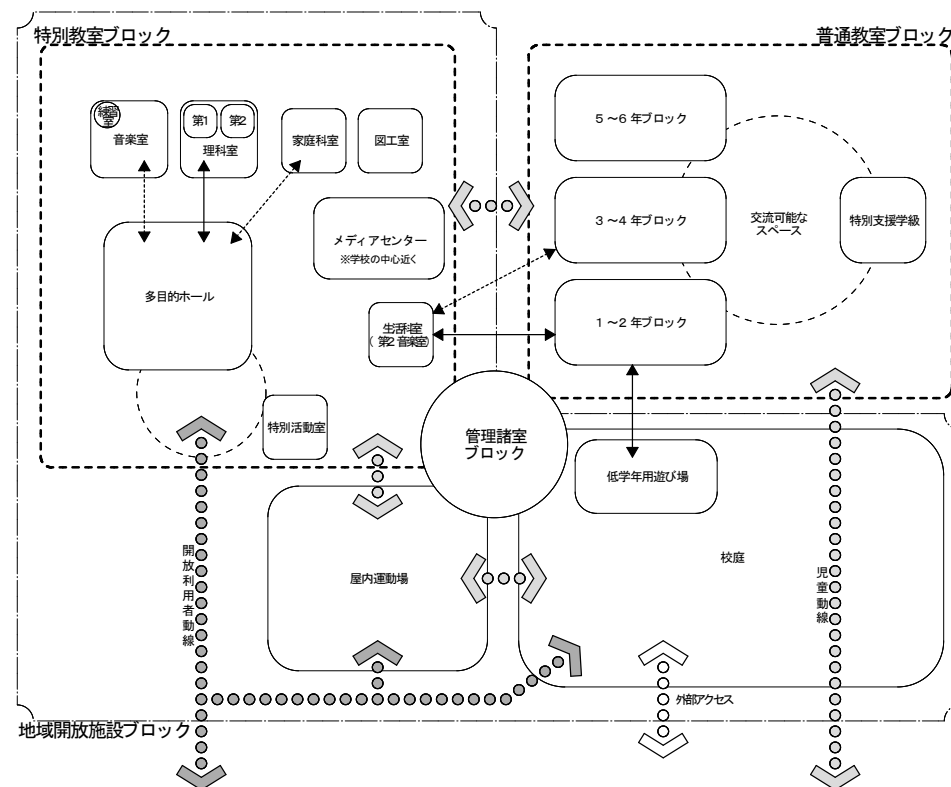 特別教室ブロック
普通教室ブロック
練習
室
音楽室
第1
第2
理科室
家庭科室
図工室
5～6 年ブロック
3～4 年ブロック
1～2 年ブロック
交流可能な
スペース
特別支援学級
メディアセンター
※学校の中心近く
多目的ホール
生活科室
(第2 音楽室)
特別活動室
管理諸室
ブロック
低学年用遊び場
開放利用者動線
屋内運動場
校庭
児童動線
外部アクセス
地域開放施設ブロック